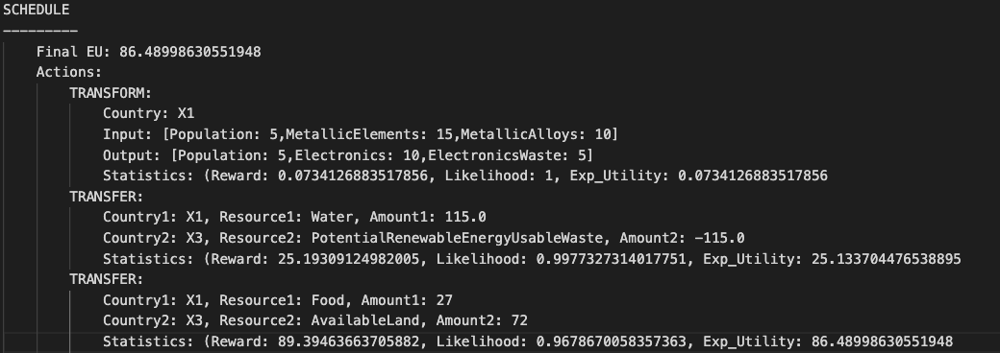 SCHEDULE
---------
Final EU: 86.48998630551948
Actions:
TRANSFORM:
Country: X1
Input: [Population: 5,MetallicElements: 15,MetallicAlloys: 10]
Output: [Population: 5,Electronics: 10,ElectronicsWaste: 5]
Statistics: (Reward: 0.0734126883517856, Likelihood: 1, Exp_Utility: 0.0734126883517856
TRANSFER:
Country1: X1, Resource1: Water, Amount1: 115.0
Country2: X3, Resource2: PotentialRenewableEnergyUsableWaste, Amount2: -115.0
Statistics: (Reward: 25.19309124982005, Likelihood: 0.9977327314017751, Exp_Utility: 25.133704476538895
TRANSFER:
Country1: X1, Resource1: Food, Amount1: 27
Country2: X3, Resource2: AvailableLand, Amount2: 72
Statistics: (Reward: 89.39463663705882, Likelihood: 0.9678670058357363, Exp_Utility: 86.48998630551948